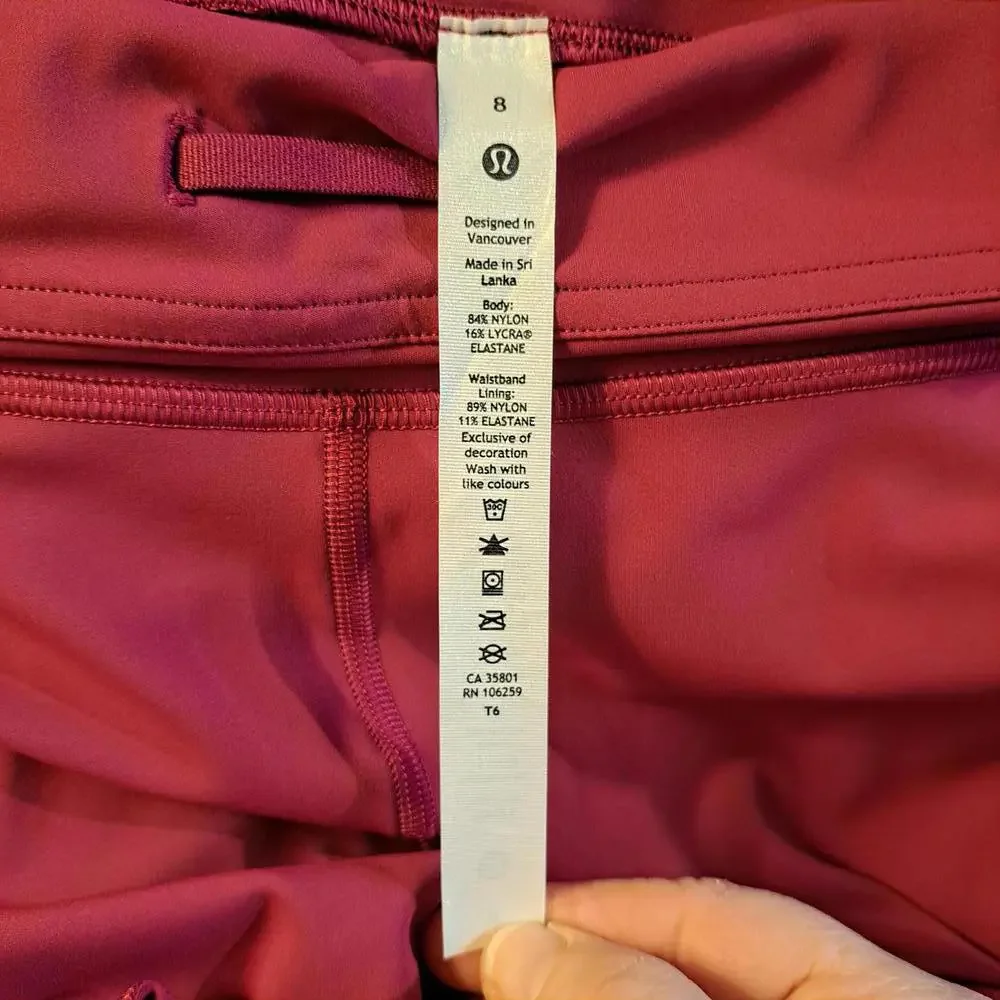 8
Designed in
Vancouver
Made in Sri
Lanka
Body:
84% NYLON
16% LYCRA®
ELASTANE
Waistband
Lining:
89% NYLON
11% ELASTANE
Exclusive of
decoration
Wash with
like colours
30C
CA 35801
RN 106259
T6